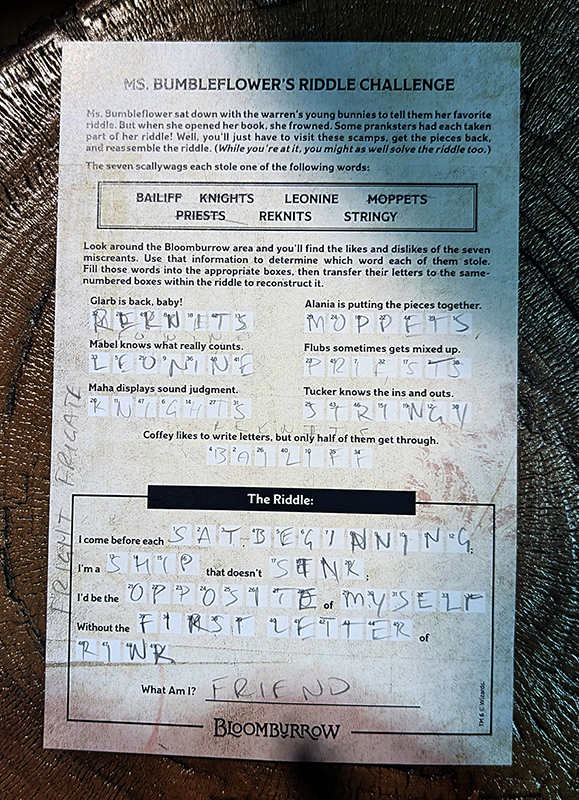 MS. BUMBLEFLOWER'S RIDDLE CHALLENGE
Ms. Bumbleflower sat down with the warren's young bunnies to tell them her favorite
riddle. But when she opened her book, she frowned. Some pranksters had each taken
part of her riddle! Well, you'll just have to visit these scamps, get the pieces back,
and reassemble the riddle. (While you're at it, you might as well solve the riddle too.)
The seven scallywags each stole one of the following words:
BAILIFF KNIGHTS LEONINE MOPPETS
PRIESTS REKNITS STRINGY
Look around the Bloomburrow area and you'll find the likes and dislikes of the seven
miscreants. Use that information to determine which word each of them stole.
Fill those words into the appropriate boxes, then transfer their letters to the same-
numbered boxes within the riddle to reconstruct it.
Glarb is back, baby!
REKNITS
Alania is putting the pieces together.
MOPPETS
Mabel knows what really counts.
LEONINE
Flubs sometimes gets mixed up.
PRIESTS
Maha displays sound judgment.
KNIGHTS
Tucker knows the ins and outs.
STRINGY
Coffey likes to write letters, but only half of them get through.
BAILIFF
The Riddle:
I come before each SAT. BEGINNING;
I'm a SHIP that doesn't SINK;
I'd be the OPPOSITE of MYSELF
Without the FIRST LETTER of
RINK
What Am I? FRIEND
BLOOMBURROW
TM & © Wizards.
FRIGHT FRIGATE